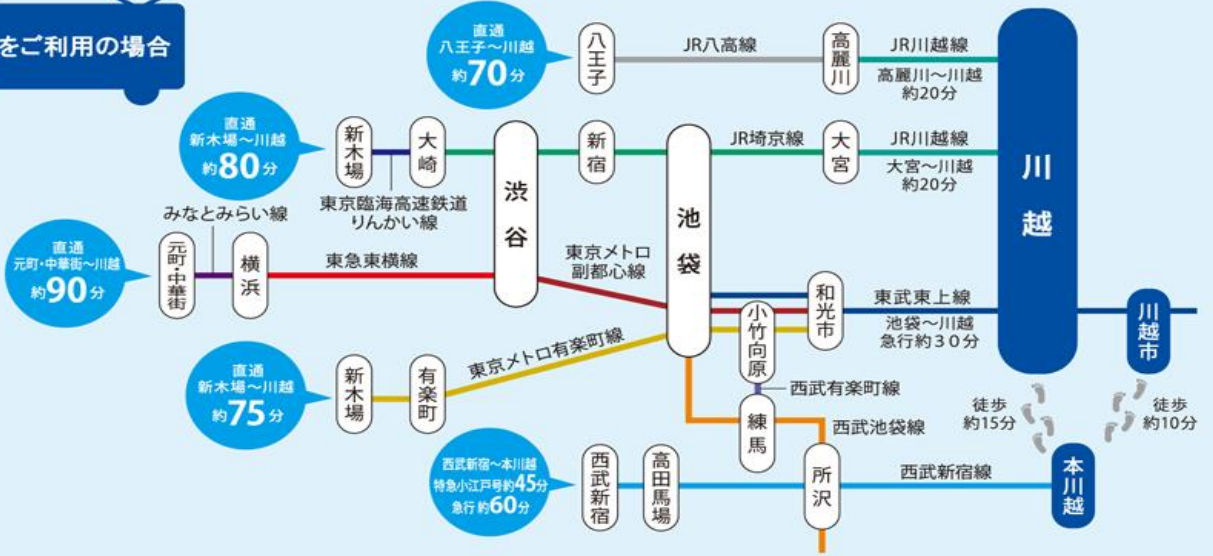 をご利用の場合
直通
八王子～川越
約70分
八王子
JR八高線
高麗川
JR川越線
高麗川～川越
約20分
川越
直通
新木場～川越
約80分
新木場
大崎
東京臨海高速鉄道
りんかい線
渋谷
新宿
池袋
JR埼京線
大宮
JR川越線
大宮～川越
約20分
みなとみらい線
直通
元町・中華街～川越
約90分
元町・中華街
横浜
東急東横線
東京メトロ
副都心線
小竹向原
和光市
東武東上線
池袋～川越
急行約３０分
川越市
直通
新木場～川越
約75分
新木場
有楽町
東京メトロ有楽町線
西武有楽町線
練馬
西武池袋線
徒歩
約15分
徒歩
約10分
西武新宿～本川越
特急小江戸号約45分
急行 約60分
西武新宿
高田馬場
所沢
西武新宿線
本川越